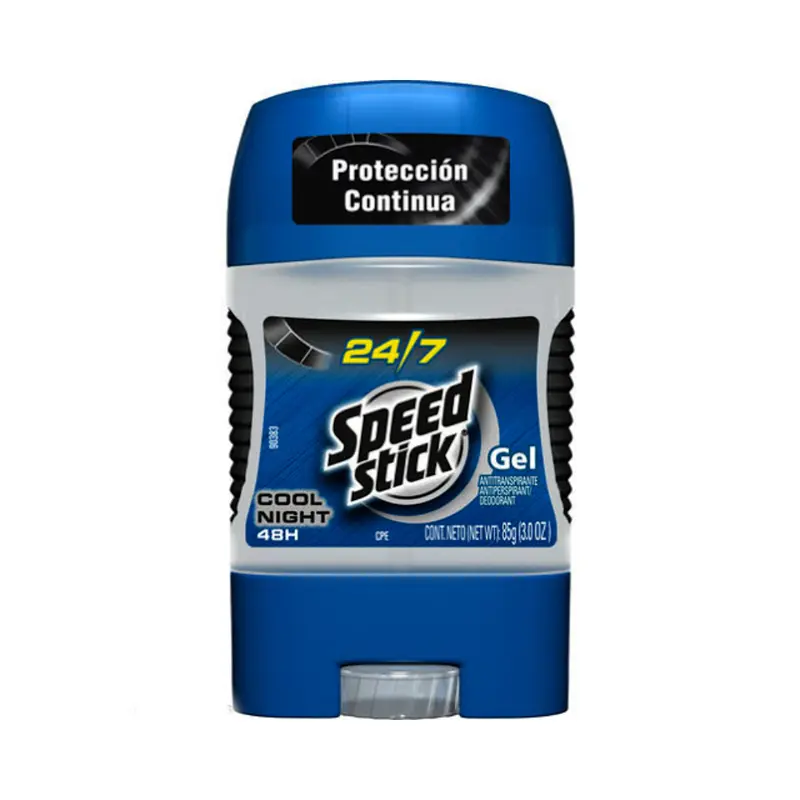 Protección
Continua
24/7
SPEED
STICK®
Gel
ANTITRANSPIRANTE
ANTIPERSPIRANT/
DEODORANT
98383
COOL
NIGHT
48H
CPE
CONT. NETO (NET WT): 85g (3.0 OZ)